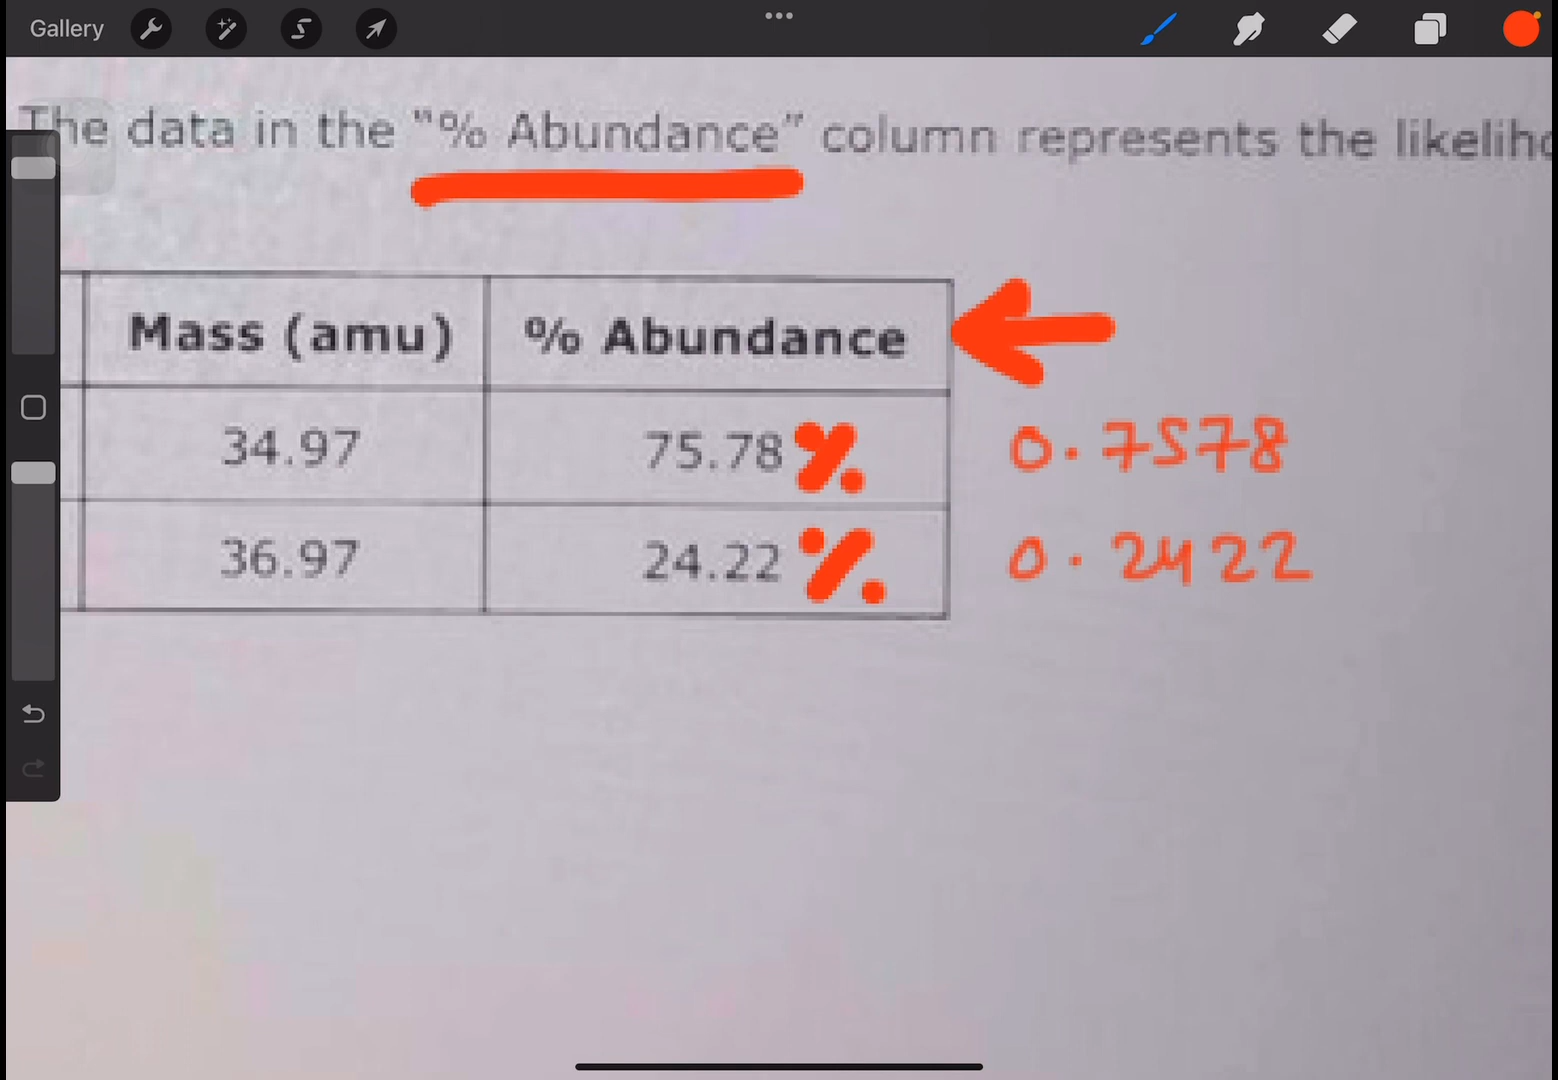 Gallery
The data in the "% Abundance" column represents the
Mass (amu) % Abundance
34.97 75.78 % 0.7578
36.97 24.22 % 0.2422